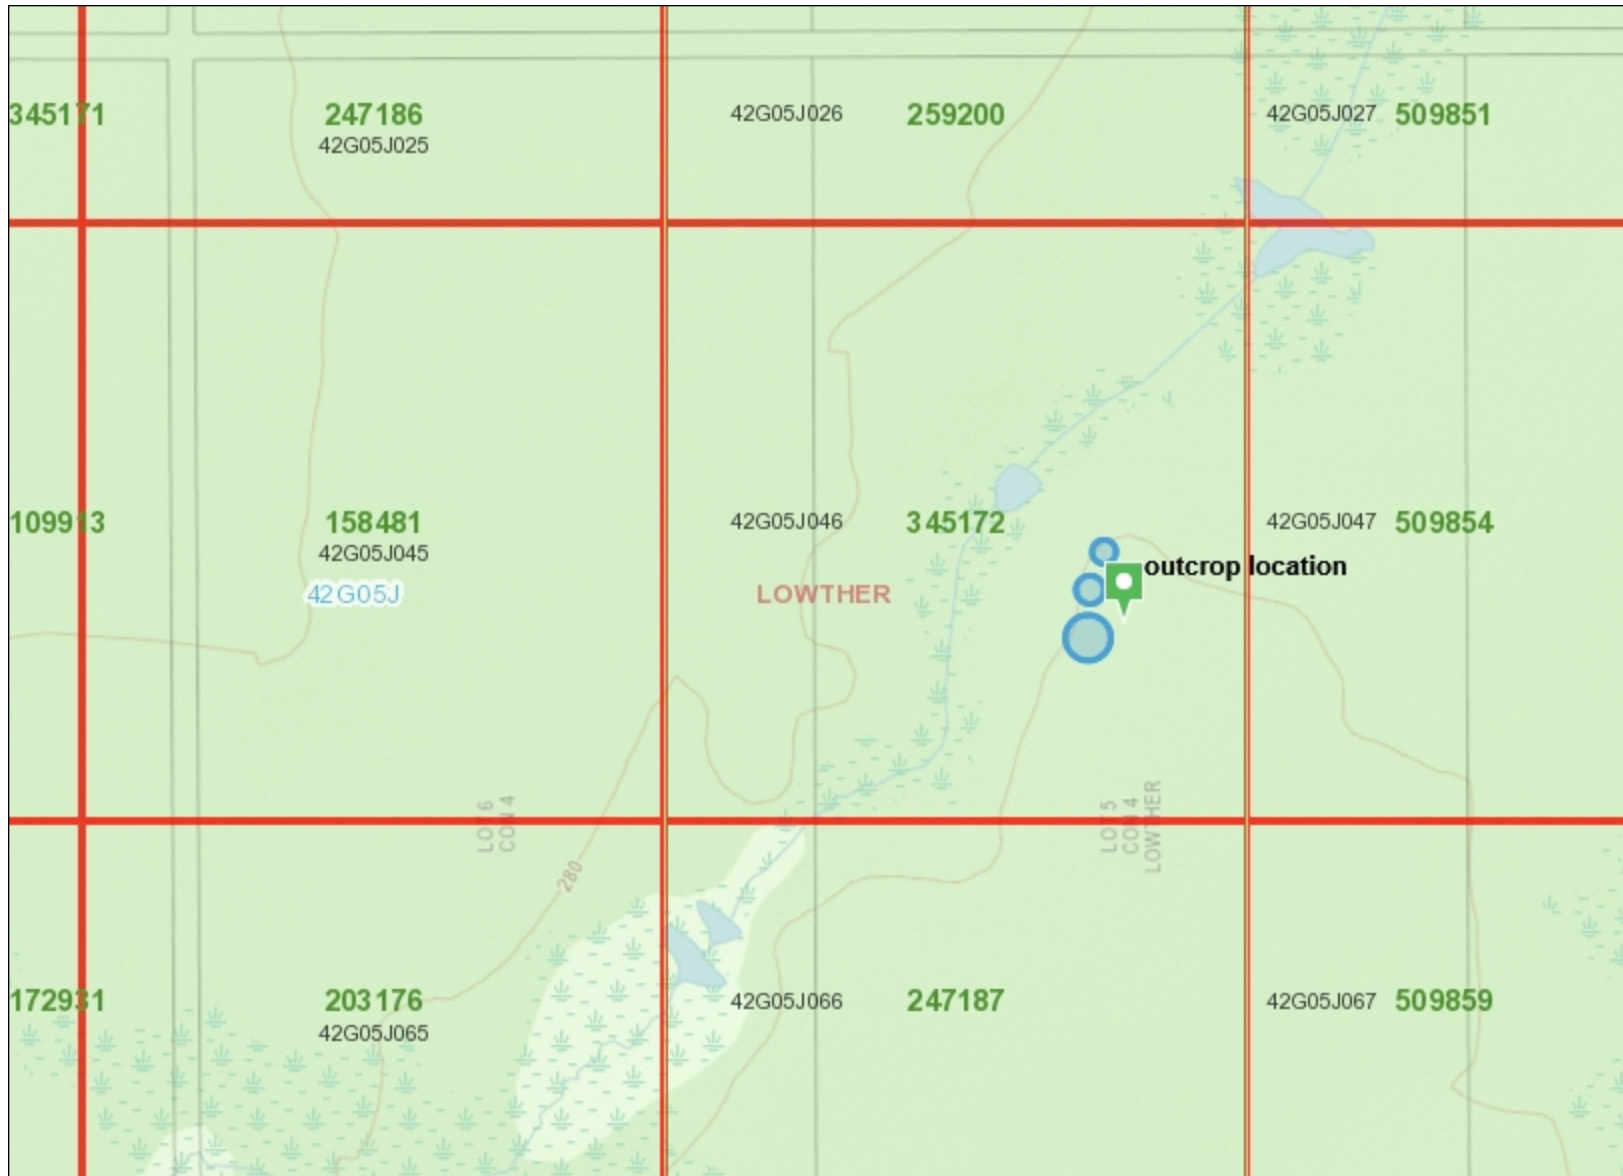 345171
247186
42G05J025
42G05J026
259200
42G05J027
509851
109913
158481
42G05J045
42G05J
42G05J046
345172
LOWTHER
42G05J047
509854
outcrop location
LOT 6
CON 4
LOT 5
CON 4
LOWTHER
280
172931
203176
42G05J065
42G05J066
247187
42G05J067
509859